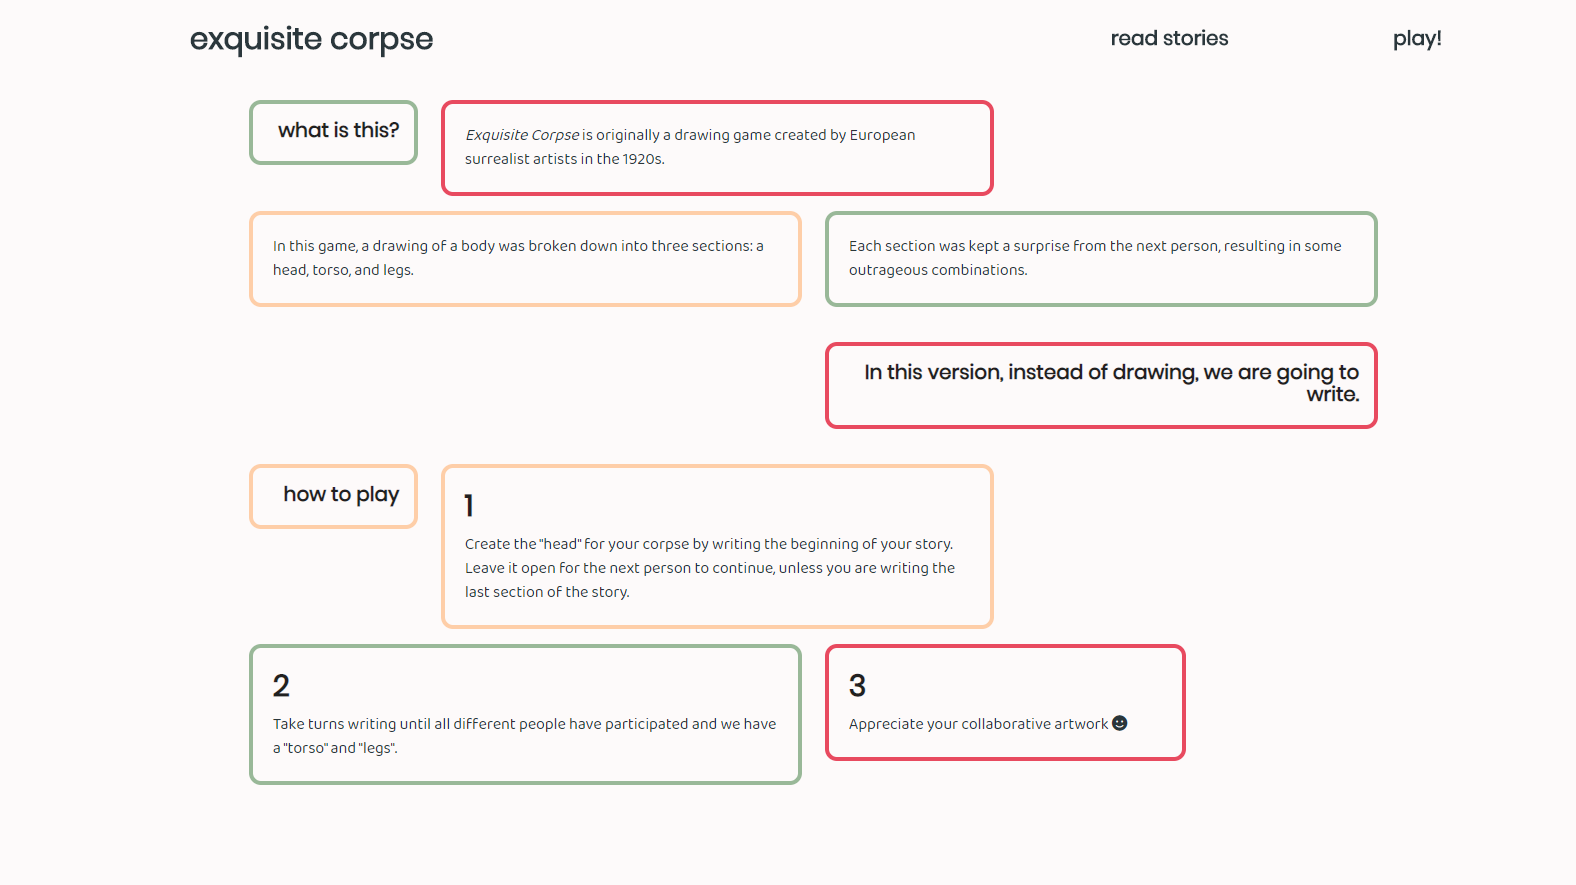 exquisite corpse
read stories
play!
what is this?
Exquisite Corpse is originally a drawing game created by European
surrealist artists in the 1920s.
In this game, a drawing of a body was broken down into three sections: a
head, torso, and legs.
Each section was kept a surprise from the next person, resulting in some
outrageous combinations.
In this version, instead of drawing, we are going to
write.
how to play
1
Create the "head" for your corpse by writing the beginning of your story.
Leave it open for the next person to continue, unless you are writing the
last section of the story.
2
Take turns writing until all different people have participated and we have
a "torso" and "legs".
3
Appreciate your collaborative artwork